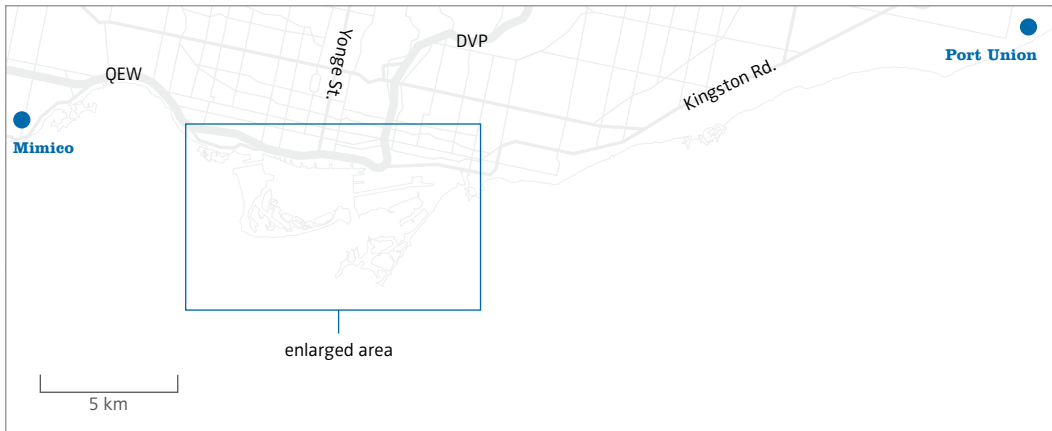 Yonge St.
DVP
Port Union
QEW
Kingston Rd.
Mimico
enlarged area
5 km